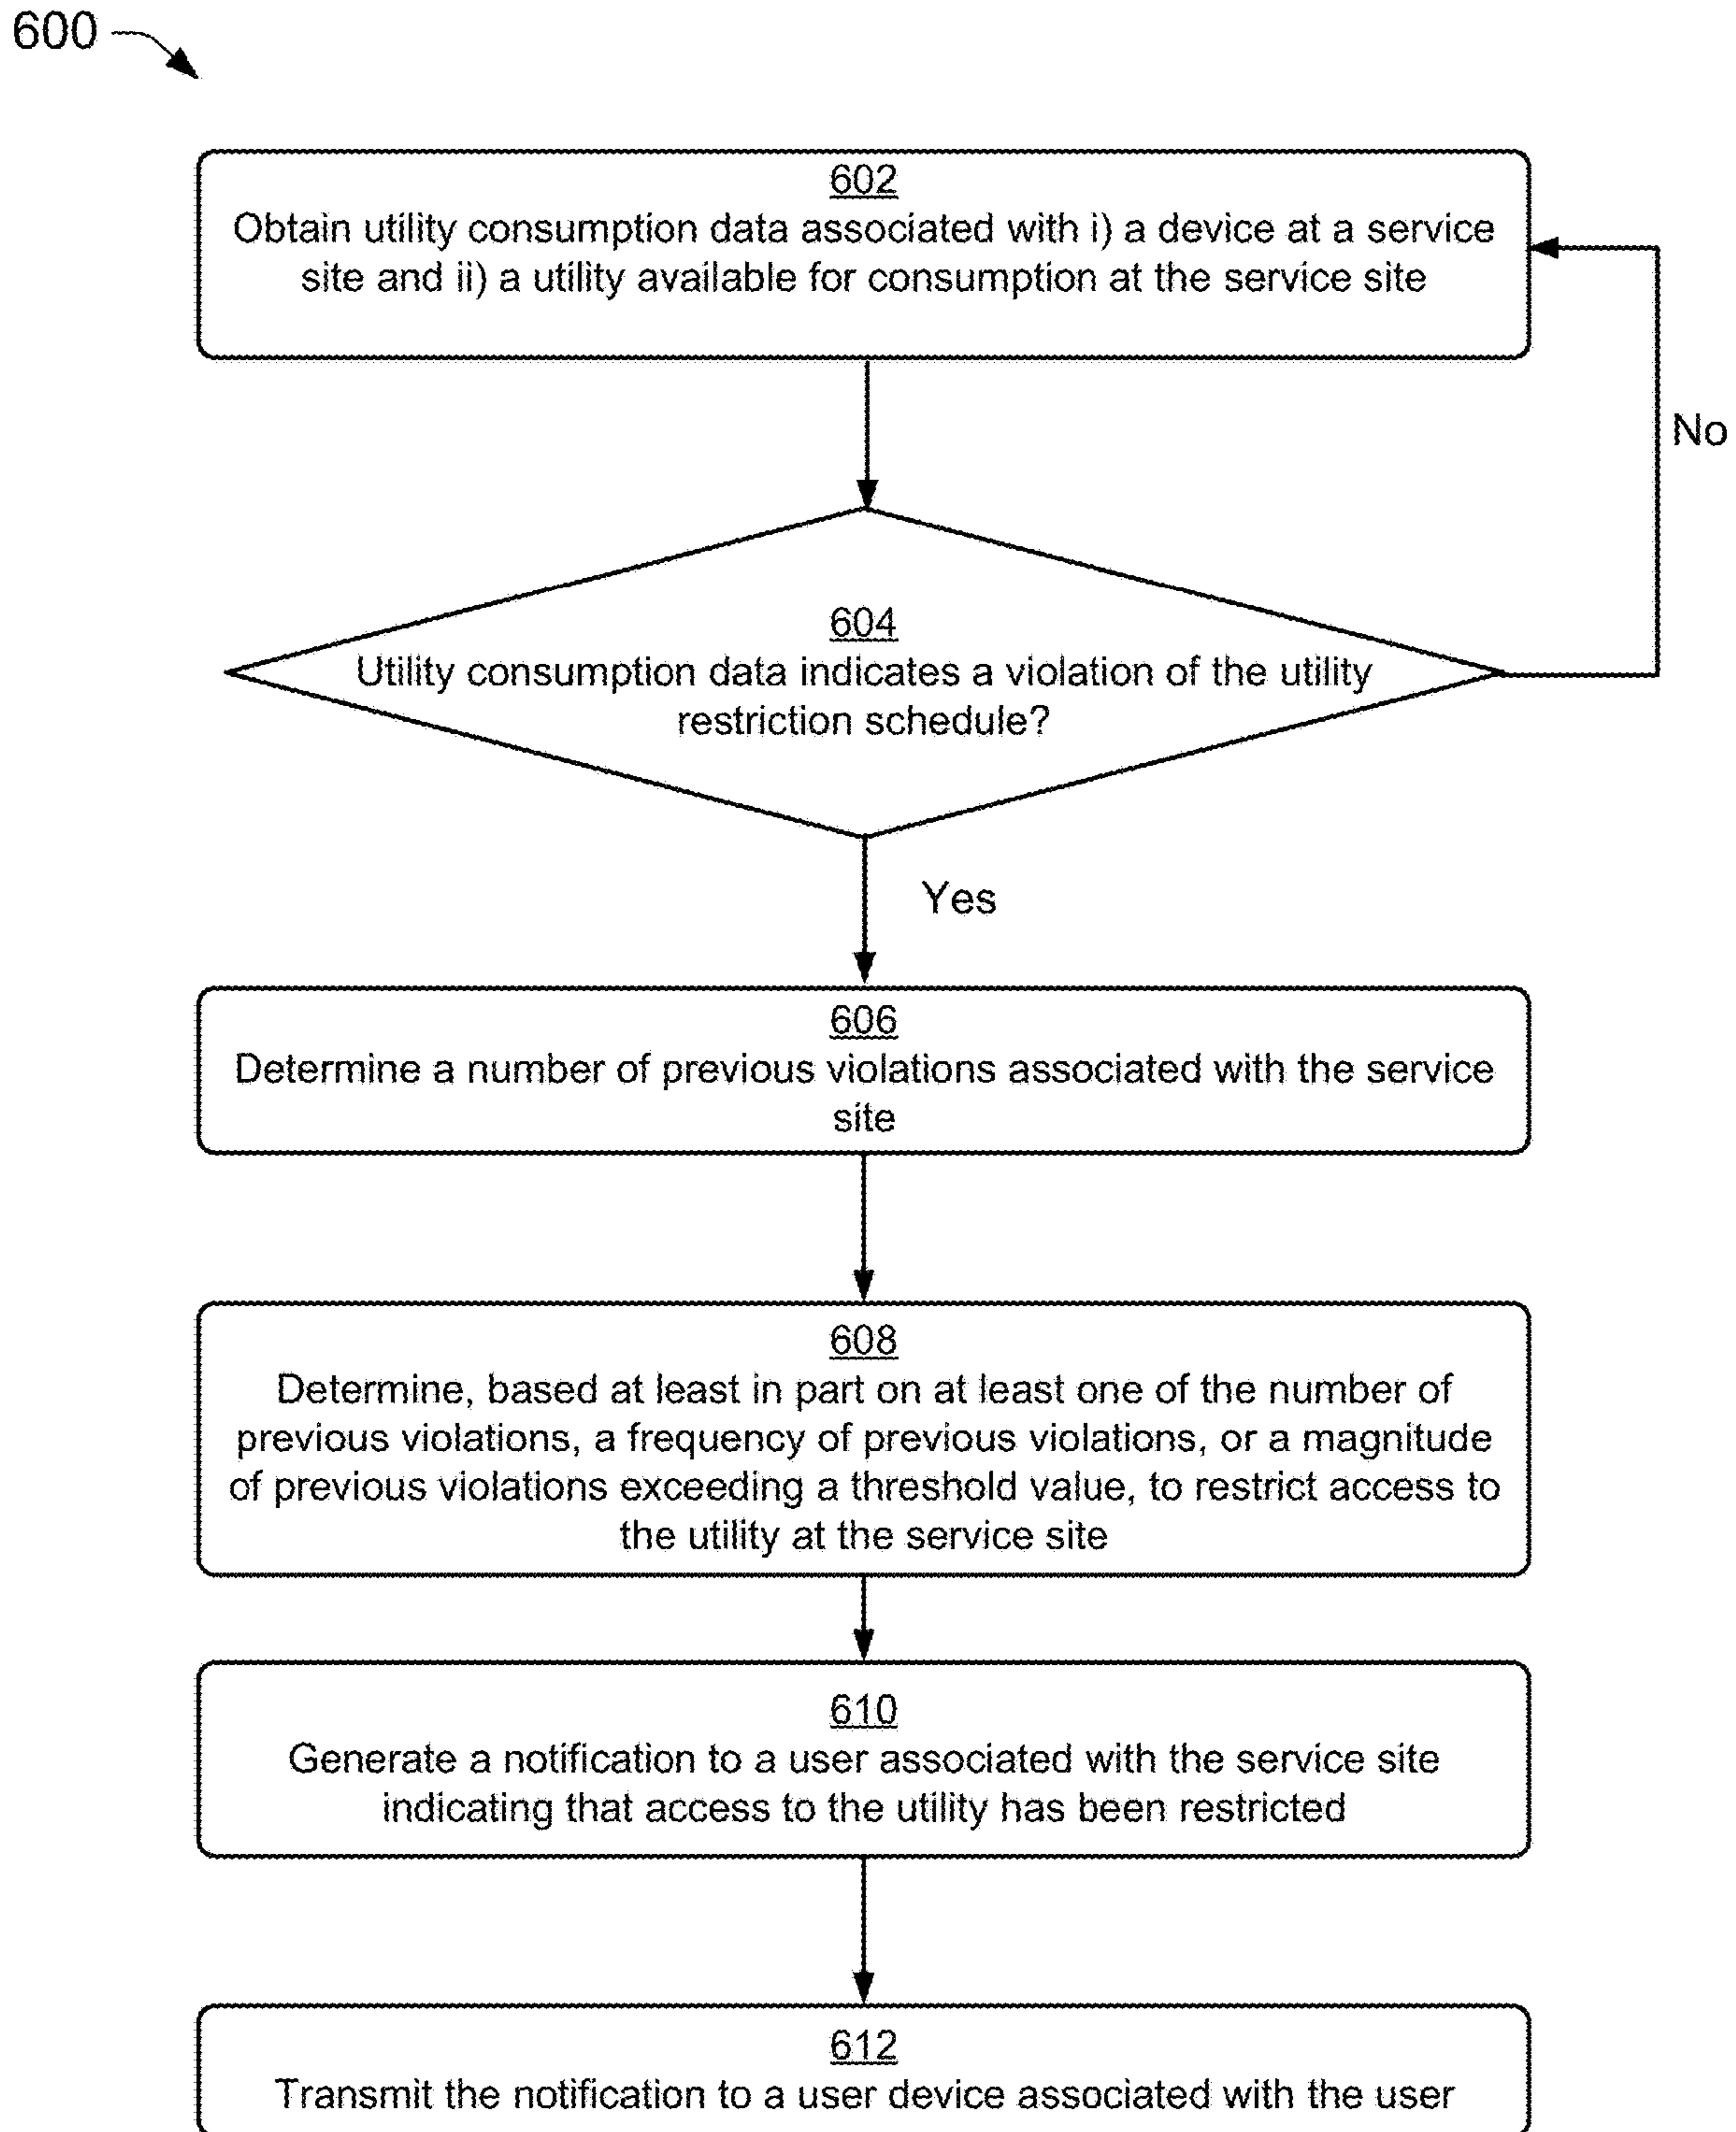 600
602
Obtain utility consumption data associated with i) a device at a service
site and ii) a utility available for consumption at the service site
No
604
Utility consumption data indicates a violation of the utility
restriction schedule?
Yes
606
Determine a number of previous violations associated with the service
site
608
Determine, based at least in part on at least one of the number of
previous violations, a frequency of previous violations, or a magnitude
of previous violations exceeding a threshold value, to restrict access to
the utility at the service site
610
Generate a notification to a user associated with the service site
indicating that access to the utility has been restricted
612
Transmit the notification to a user device associated with the user